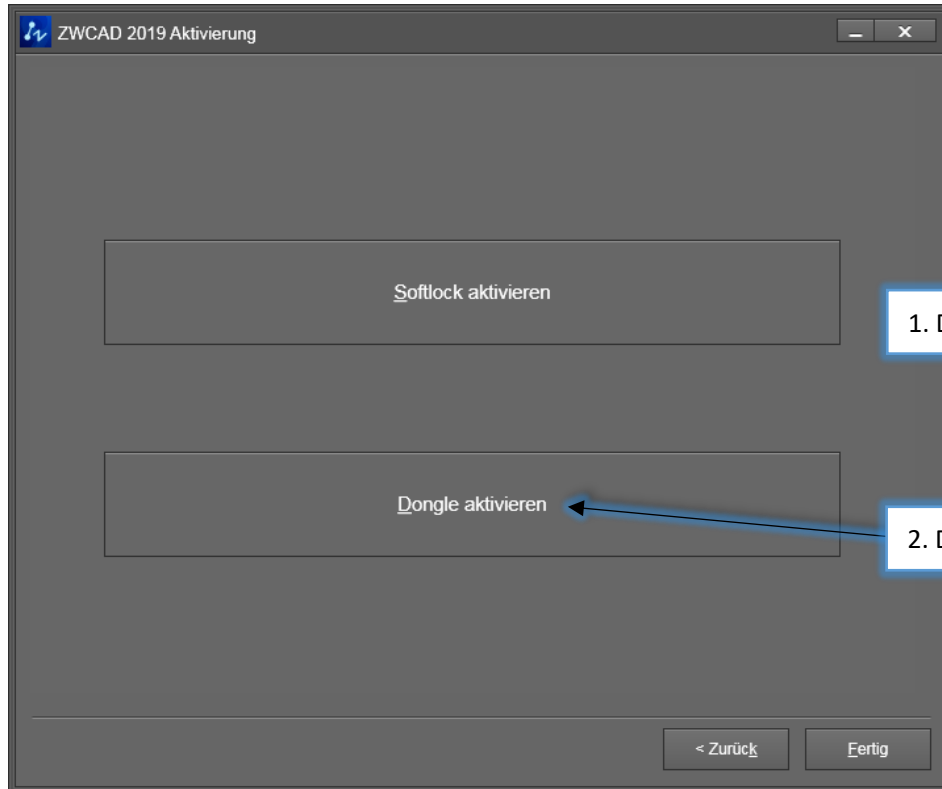 ZWCAD 2019 Aktivierung
Softlock aktivieren
1.
Dongle aktivieren
2.
< Zurück
Fertig